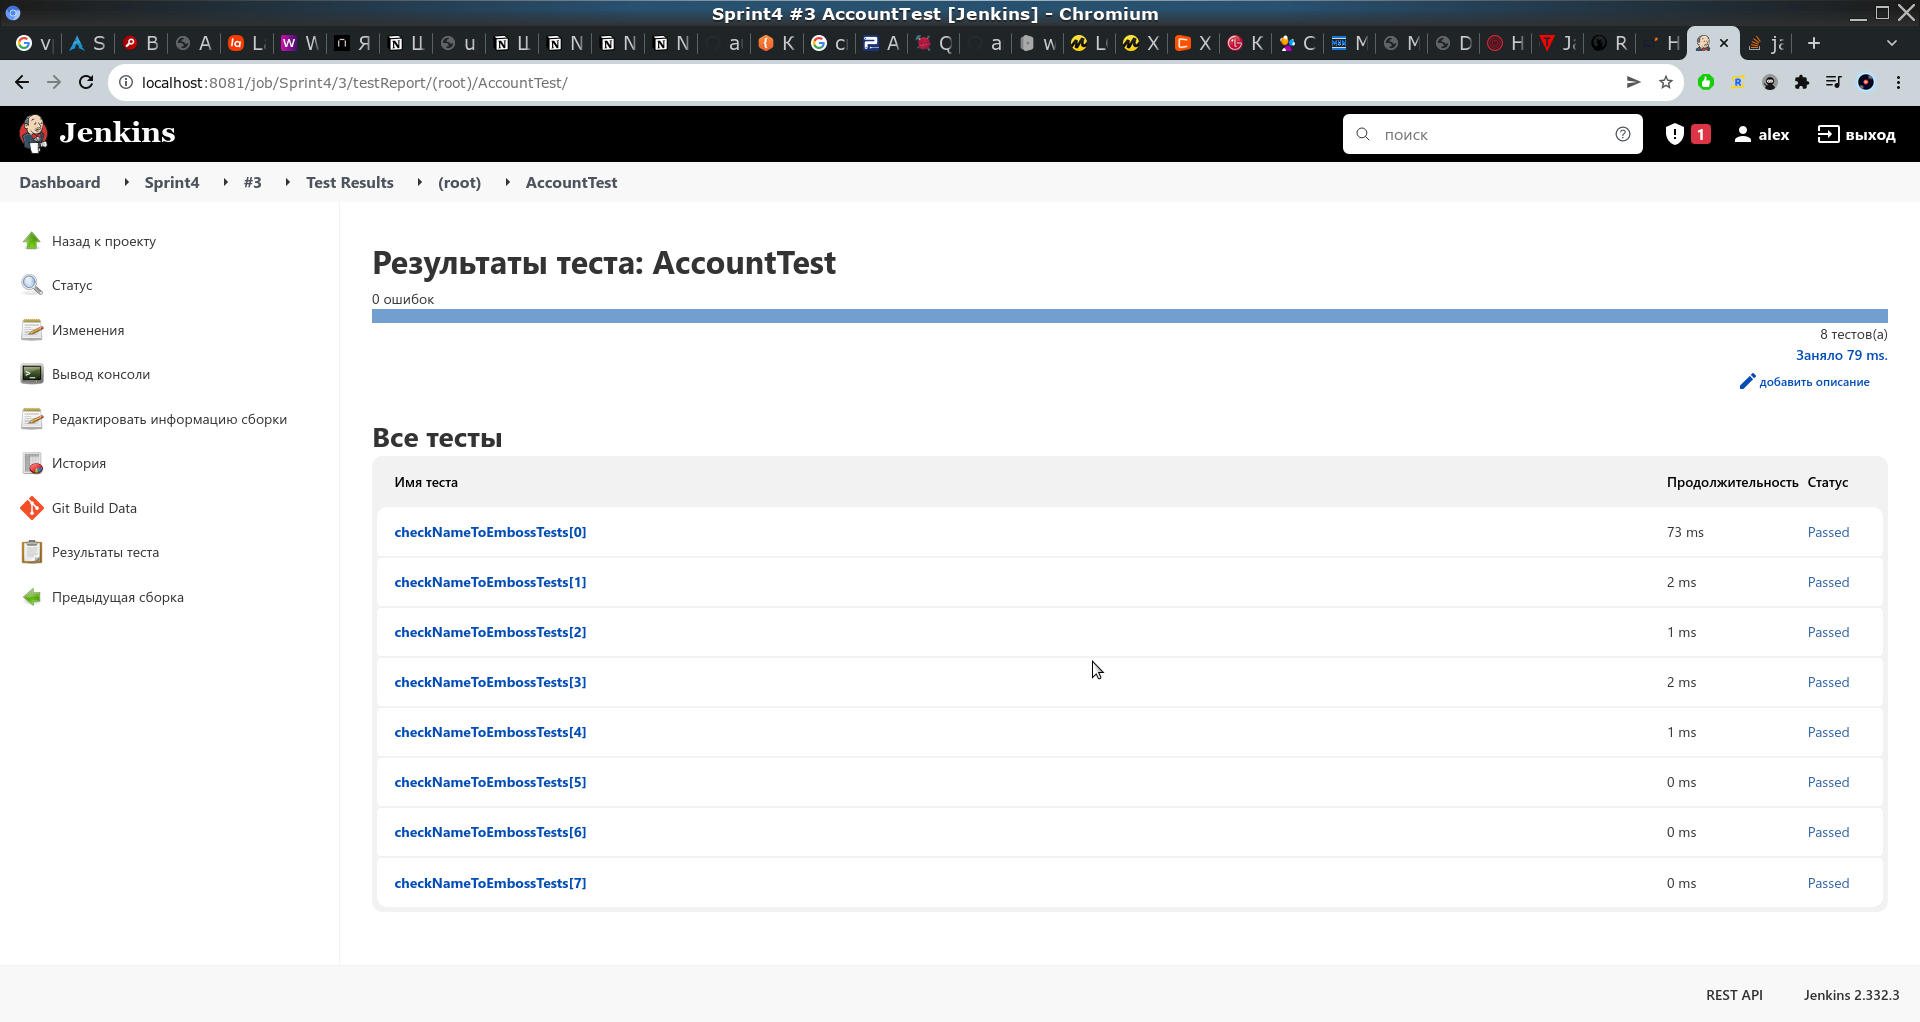 Sprint4 #3 AccountTest [Jenkins] - Chromium
localhost:8081/job/Sprint4/3/testReport/(root)/AccountTest/
Jenkins
поиск
1
alex
выход
Dashboard
Sprint4
#3
Test Results
(root)
AccountTest
Назад к проекту
Статус
Изменения
Вывод консоли
Редактировать информацию сборки
История
Git Build Data
Результаты теста
Предыдущая сборка
Результаты теста: AccountTest
0 ошибок
8 тестов(а)
Заняло 79 ms.
добавить описание
Все тесты
Имя теста Продолжительность Статус
checkNameToEmbossTests[0] 73 ms Passed
checkNameToEmbossTests[1] 2 ms Passed
checkNameToEmbossTests[2] 1 ms Passed
checkNameToEmbossTests[3] 2 ms Passed
checkNameToEmbossTests[4] 1 ms Passed
checkNameToEmbossTests[5] 0 ms Passed
checkNameToEmbossTests[6] 0 ms Passed
checkNameToEmbossTests[7] 0 ms Passed
REST API
Jenkins 2.332.3